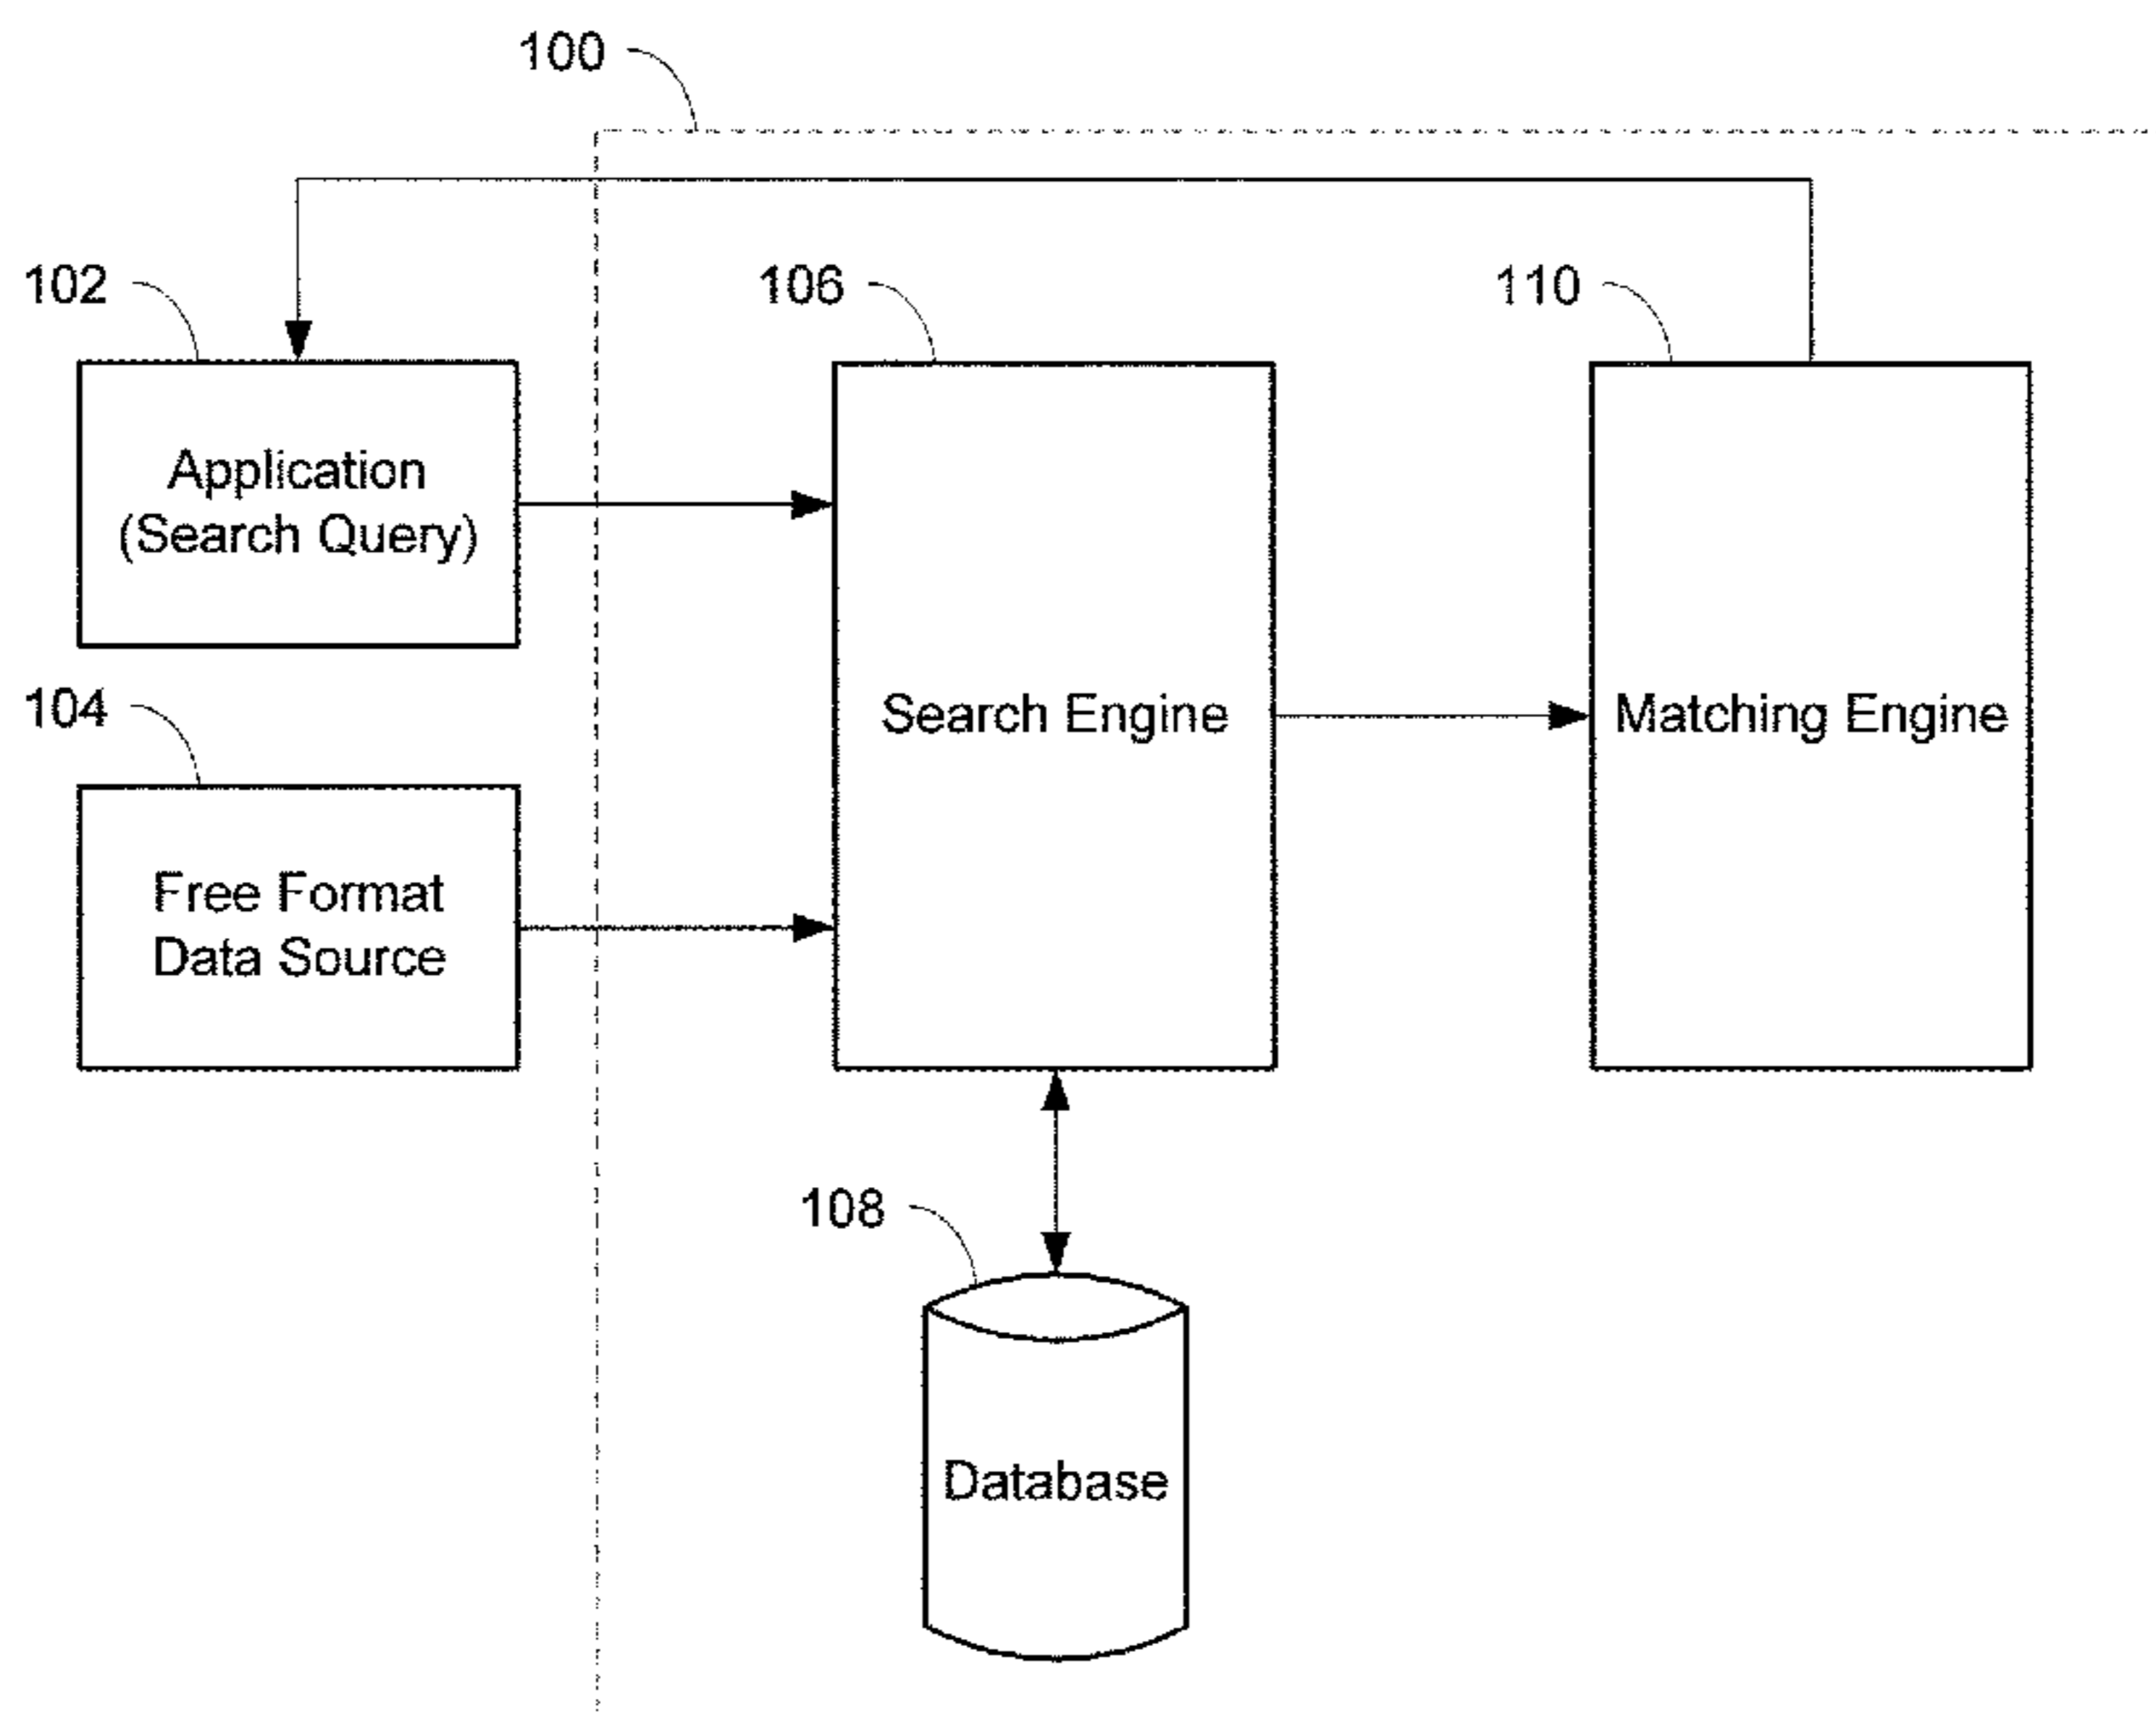 100
102
106
110
Application
(Search Query)
104
Search Engine
Matching Engine
Free Format
Data Source
108
Database